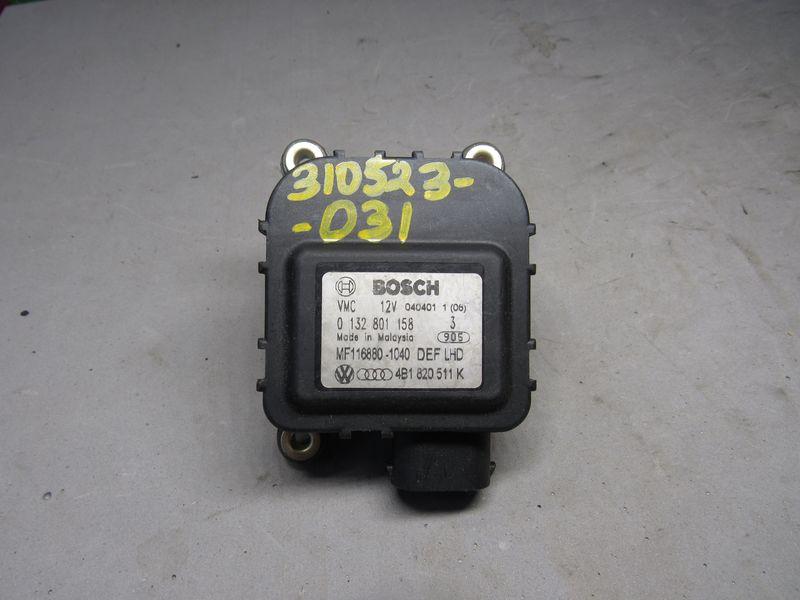 310523-
-031
BOSCH
VMC 12V 040401 1 (06)
0 132 801 158 3
Made in Malaysia 905
MF116880-1040 DEF LHD
4B1 820 511 K